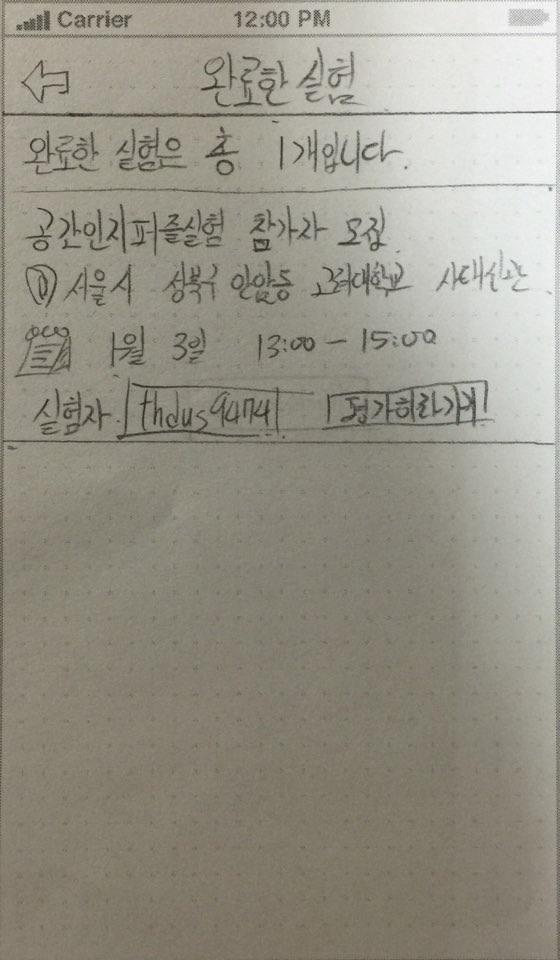 Carrier 12:00 PM
완료한 실험
완료한 실험은 총 1개입니다.
공간인지퍼즐실험 참가자 모집
서울시 성북구 안암동 고려대학교 사대신관
1월 3일 13:00 - 15:00
실험자 thdus9474 평가하러가기